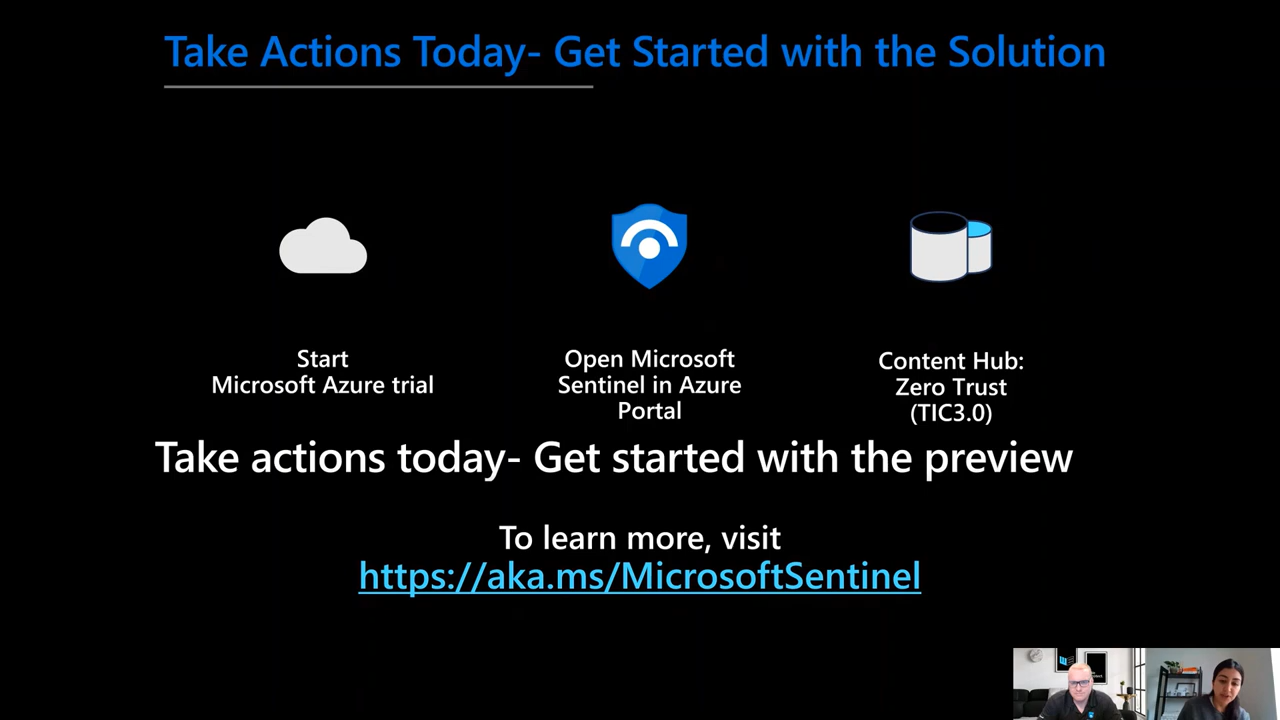 Take Actions Today- Get Started with the Solution
Start
Microsoft Azure trial
Open Microsoft
Sentinel in Azure
Portal
Content Hub:
Zero Trust
(TIC3.0)
Take actions today- Get started with the preview
To learn more, visit
https://aka.ms/MicrosoftSentinel